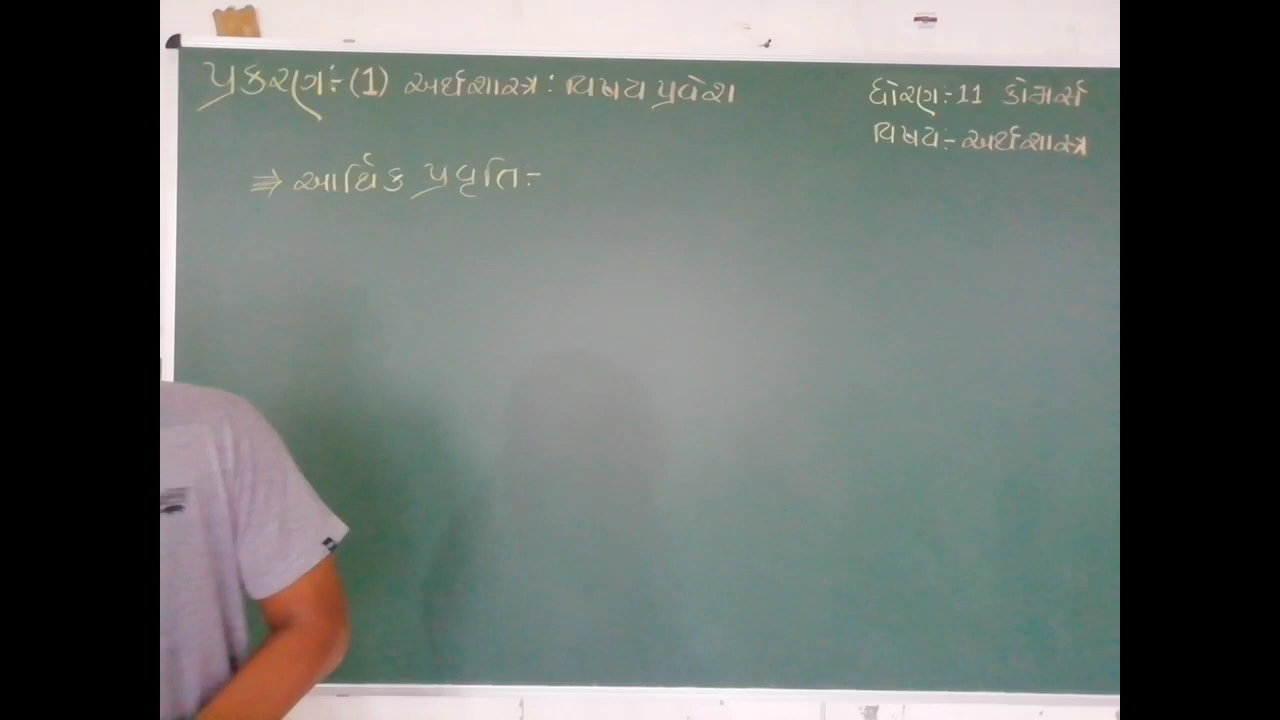 પ્રકરણ:-(1) અર્થશાસ્ત્ર : વિષય પ્રવેશ
ધોરણ:-11 કોમર્સ
વિષય:- અર્થશાસ્ત્ર
⇒ આર્થિક પ્રવૃતિ:-